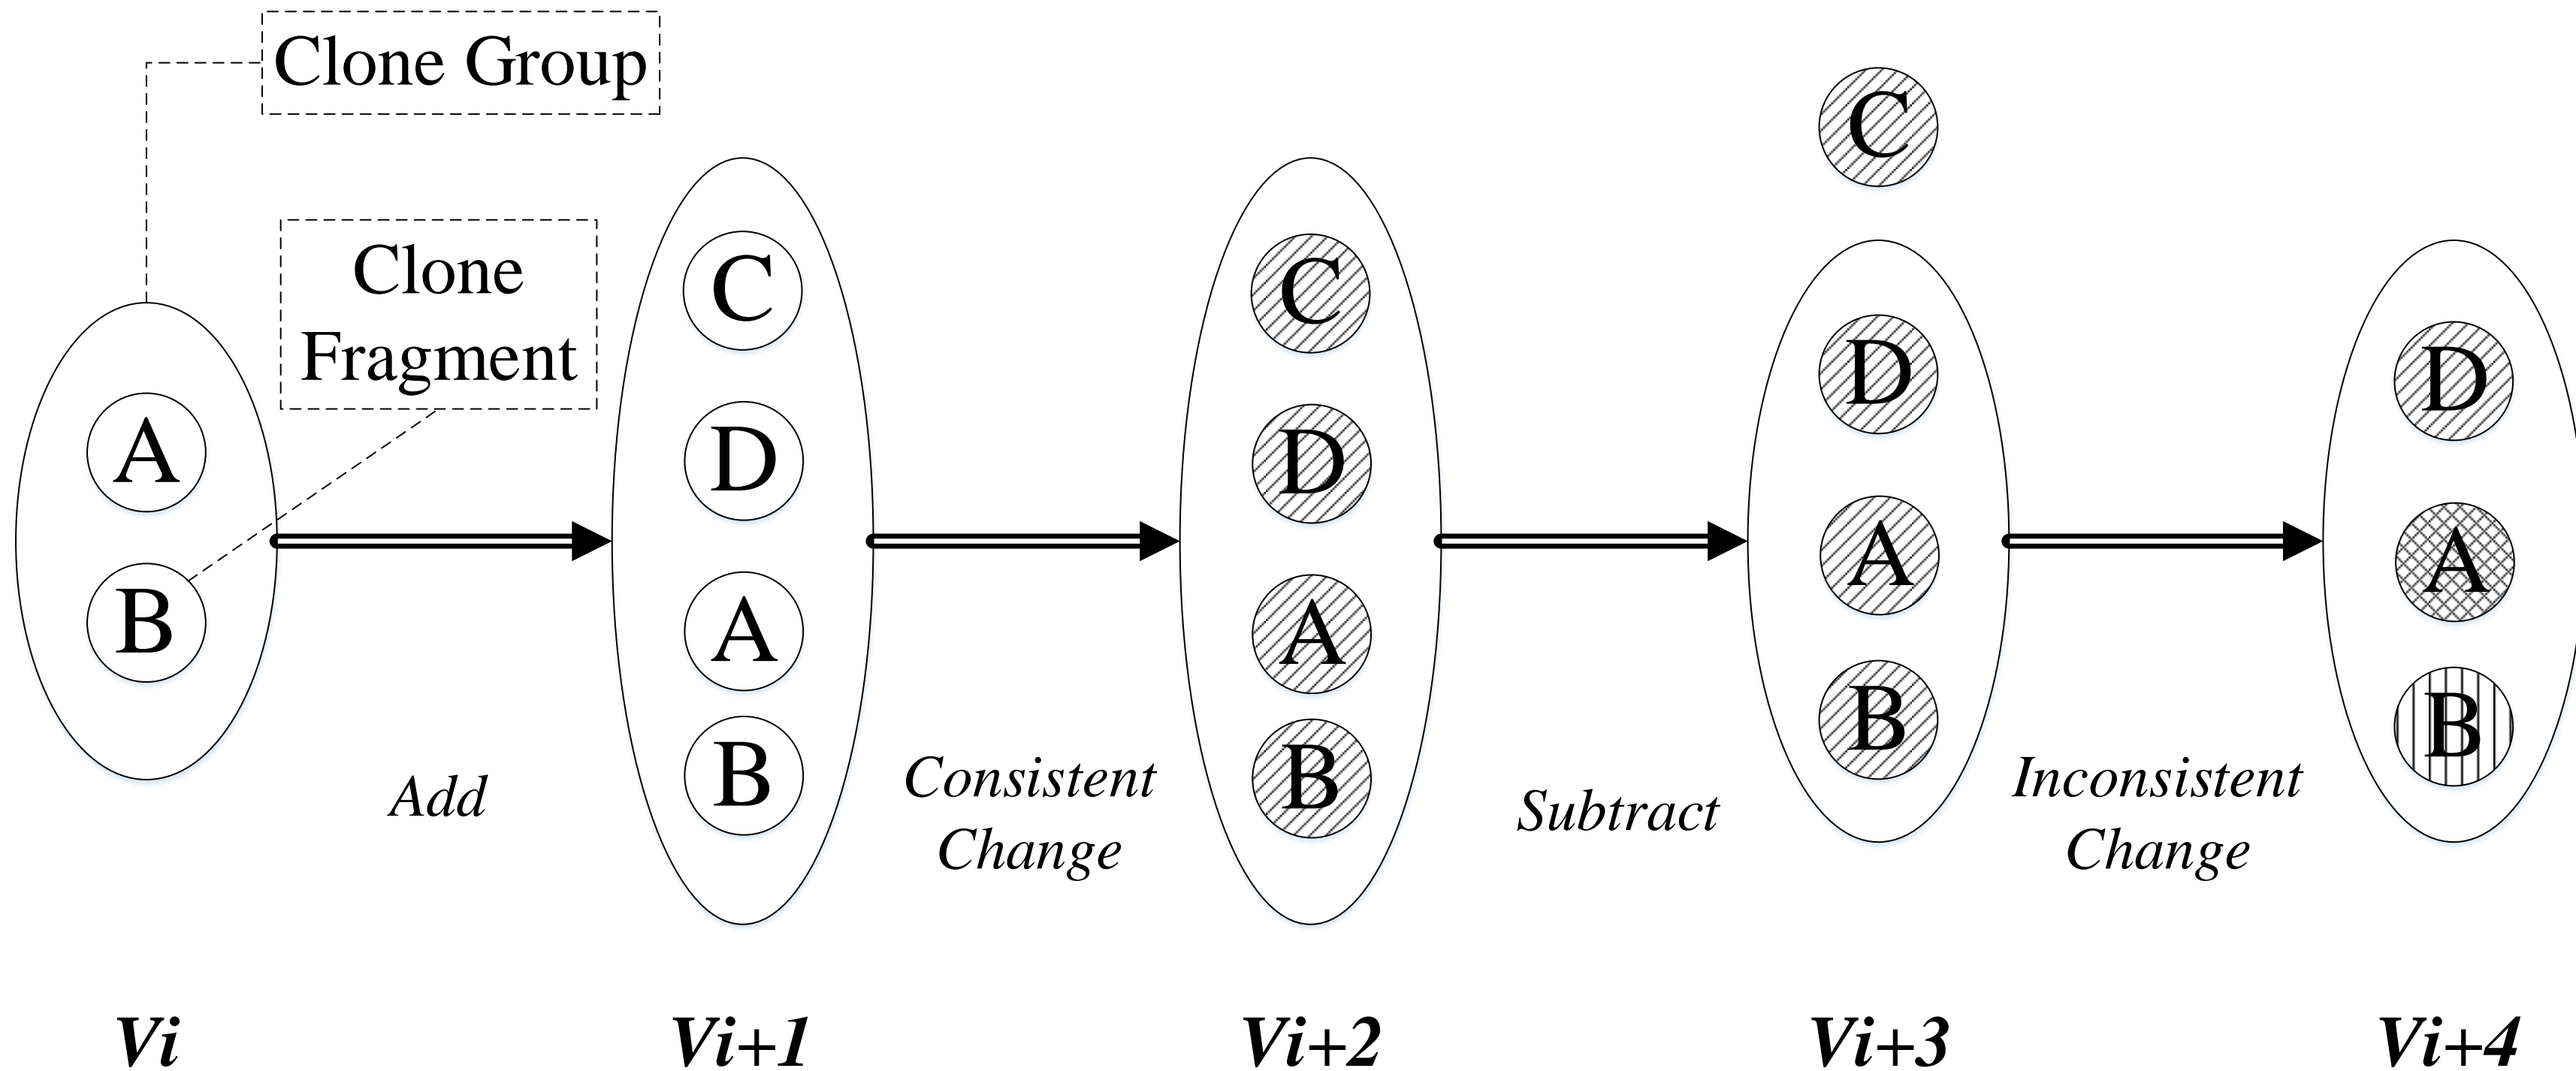 Clone Group
Clone
Fragment
A
B
C
D
A
B
C
D
A
B
C
D
A
B
D
A
B
Add
Consistent
Change
Subtract
Inconsistent
Change
Vi
Vi+1
Vi+2
Vi+3
Vi+4